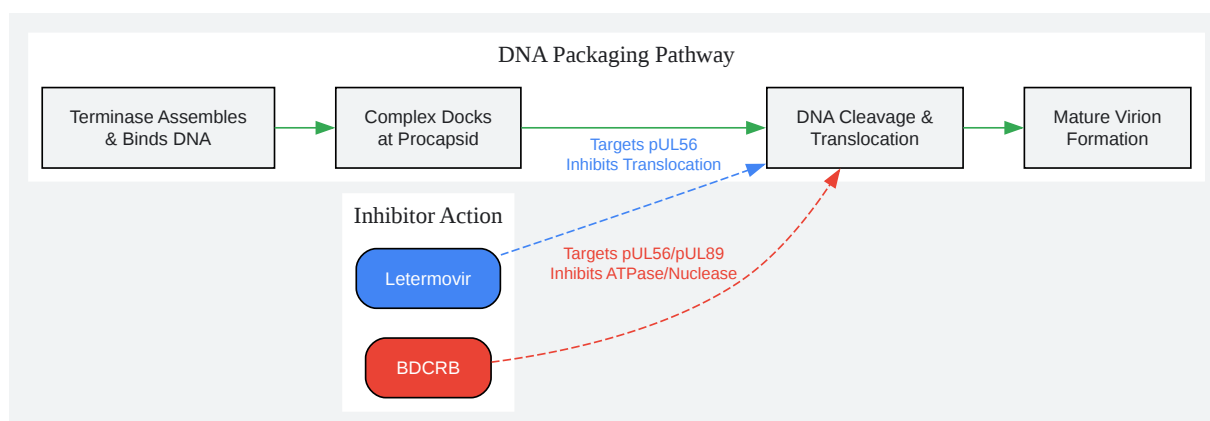 DNA Packaging Pathway
Terminase Assembles
& Binds DNA
Complex Docks
at Procapsid
DNA Cleavage &
Translocation
Mature Virion
Formation
Targets pUL56
Inhibits Translocation
Inhibitor Action
Letermovir
Targets pUL56/pUL89
Inhibits ATPase/Nuclease
BDCRB